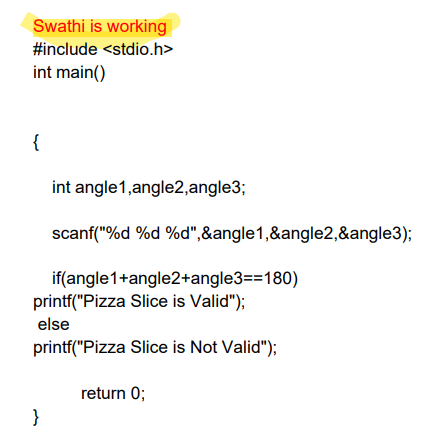 Swathi is working
#include <stdio.h>
int main()
{
int angle1,angle2,angle3;
scanf("%d %d %d",&angle1,&angle2,&angle3);
if(angle1+angle2+angle3==180)
printf("Pizza Slice is Valid");
else
printf("Pizza Slice is Not Valid");
return 0;
}